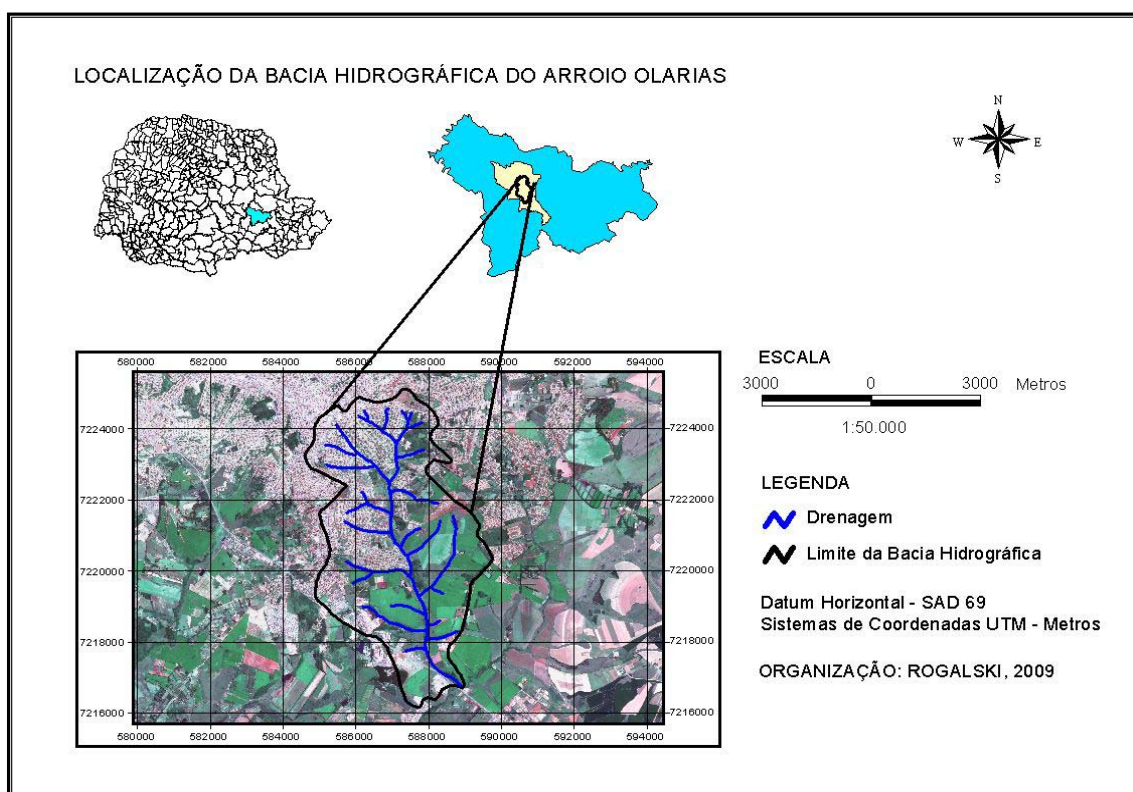 LOCALIZAÇÃO DA BACIA HIDROGRÁFICA DO ARROIO OLARIAS
N
W E
S
580000 582000 584000 586000 588000 590000 592000 594000
7224000 7224000
7222000 7222000
7220000 7220000
7218000 7218000
7216000 7216000
580000 582000 584000 586000 588000 590000 592000 594000
ESCALA
3000 0 3000 Metros
1:50.000
LEGENDA
Drenagem
Limite da Bacia Hidrográfica
Datum Horizontal - SAD 69
Sistemas de Coordenadas UTM - Metros
ORGANIZAÇÃO: ROGALSKI, 2009